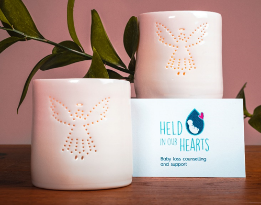 HELD
IN OUR
HEARTS
Baby loss counseling
and support